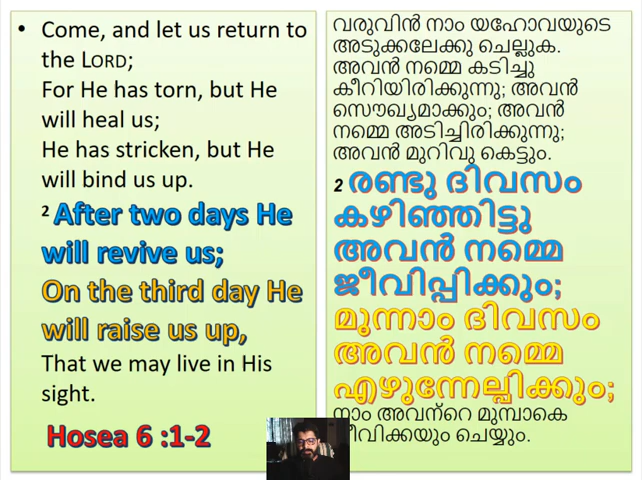 • Come, and let us return to
the LORD;
For He has torn, but He
will heal us;
He has stricken, but He
will bind us up.
2 After two days He
will revive us;
On the third day He
will raise us up,
That we may live in His
sight.
Hosea 6 :1-2
വരുവിൻ നാം യഹോവയുടെ
അടുക്കലേക്കു ചെല്ലുക.
അവൻ നമ്മെ കടിച്ചു
കീറിയിരിക്കുന്നു; അവൻ
സൌഖ്യമാക്കും; അവൻ
നമ്മെ അടിച്ചിരിക്കുന്നു;
അവൻ മുറിവു കെട്ടും.
2 രണ്ടു ദിവസം
കഴിഞ്ഞിട്ടു
അവൻ നമ്മെ
ജീവിപ്പിക്കും;
മൂന്നാം ദിവസം
അവൻ നമ്മെ
എഴുന്നേല്പിക്കും;
നാം അവന്റെ മുമ്പാകെ
ജീവിക്കയും ചെയ്യും.